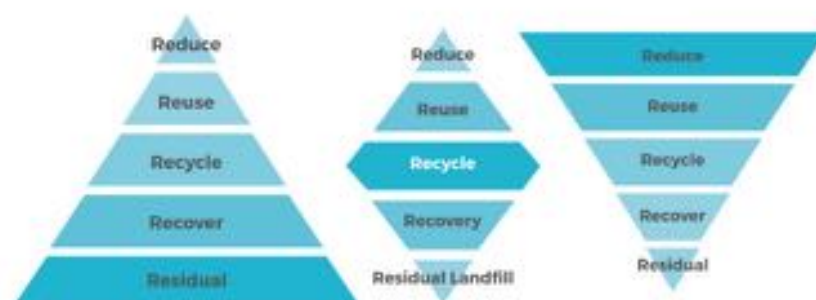 Reduce
Reuse
Recycle
Recover
Residual
Reduce
Reuse
Recycle
Recovery
Residual Landfill
Reduce
Reuse
Recycle
Recover
Residual